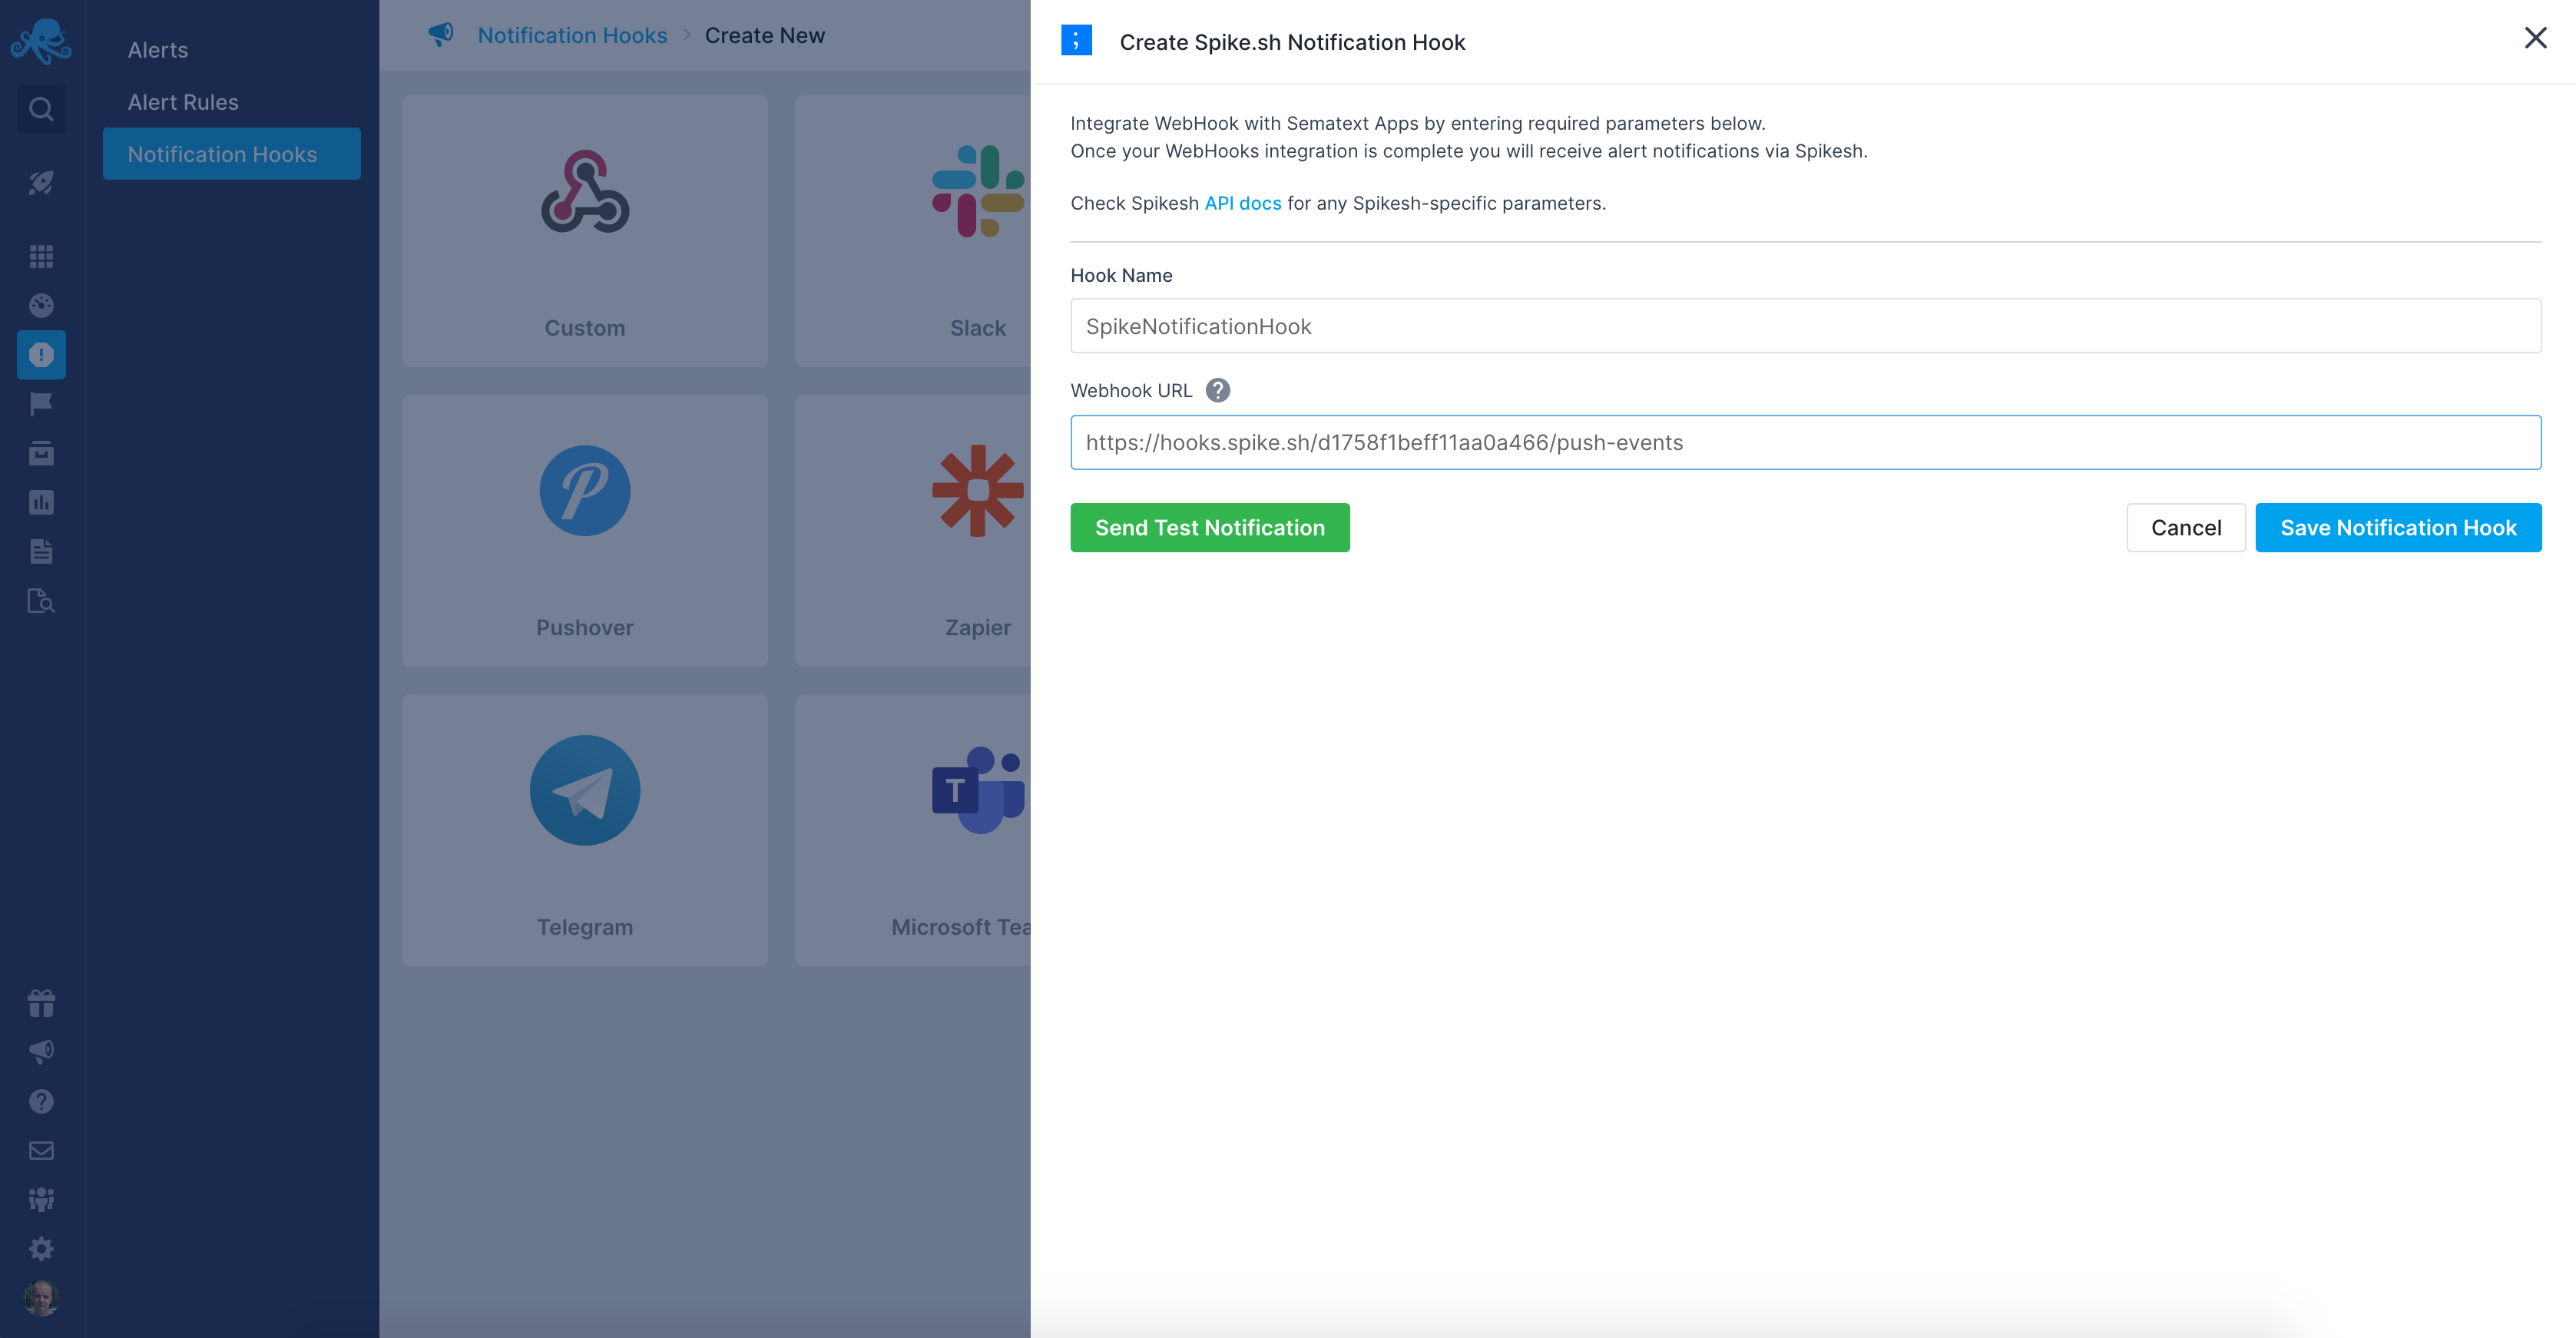 Alerts
Alert Rules
Notification Hooks
Notification Hooks > Create New
Custom
Slack
Pushover
Zapier
Telegram
T
Microsoft Tea
Create Spike.sh Notification Hook
Integrate WebHook with Sematext Apps by entering required parameters below.
Once your WebHooks integration is complete you will receive alert notifications via Spikesh.
Check Spikesh API docs for any Spikesh-specific parameters.
Hook Name
SpikeNotificationHook
Webhook URL ?
https://hooks.spike.sh/d1758f1beff11aa0a466/push-events
Send Test Notification
Cancel
Save Notification Hook